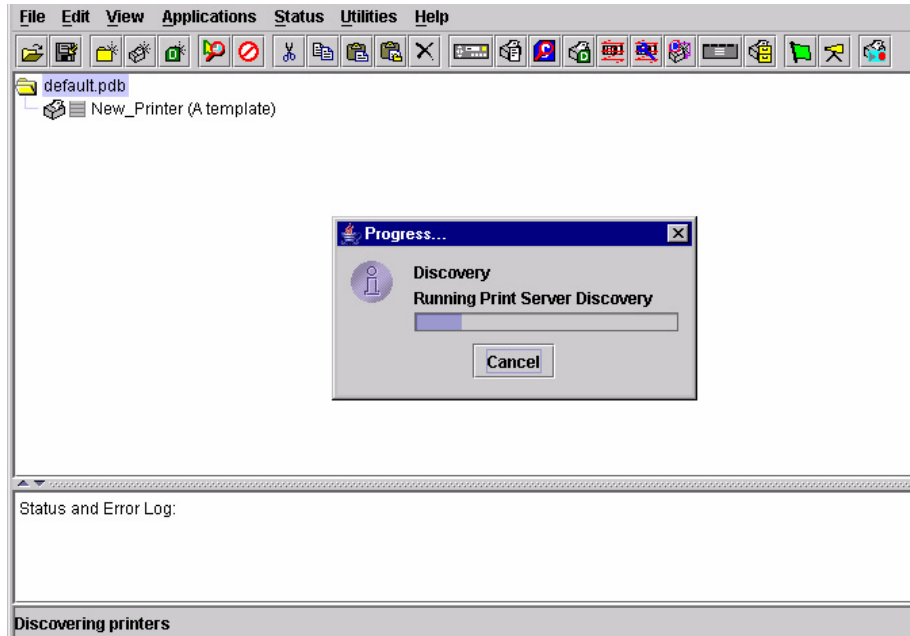 File Edit View Applications Status Utilities Help
default.pdb
New_Printer (A template)
Progress...
Discovery
Running Print Server Discovery
Cancel
Status and Error Log:
Discovering printers